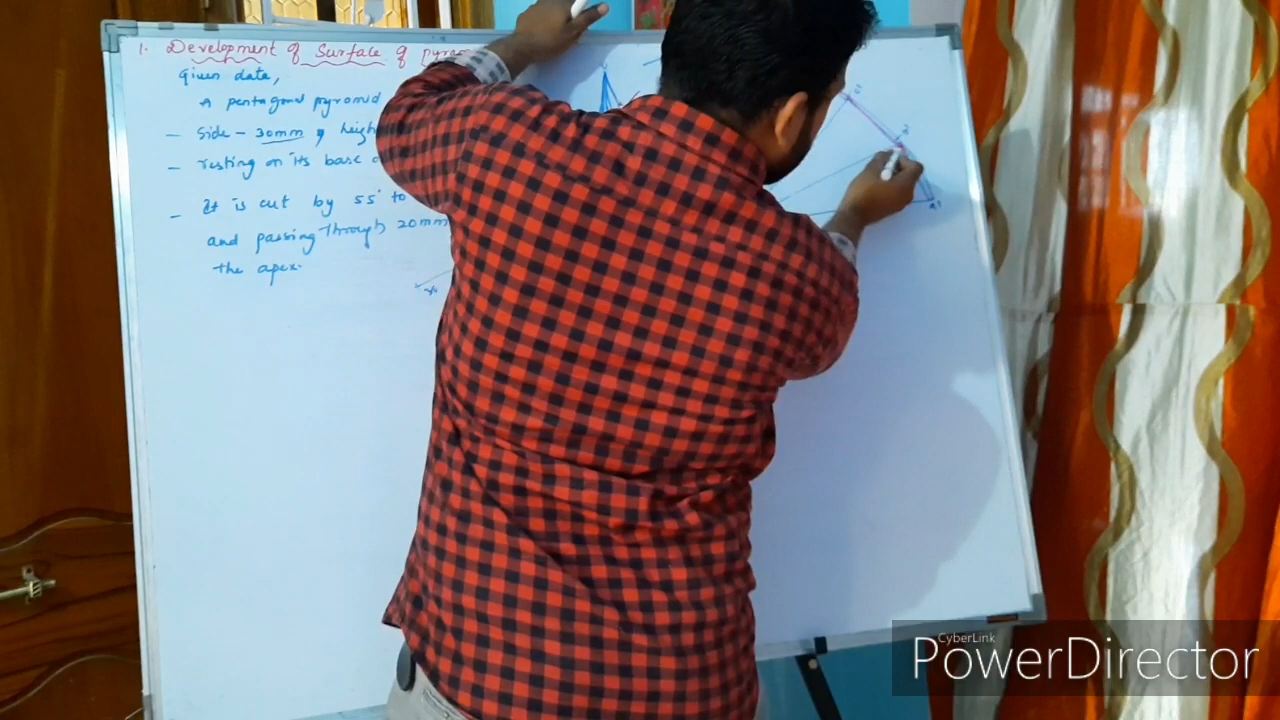 1. Development of Surface of
Given data,
A pentagonal pyramid
- Side - 30mm, height
- resting on its base
- It is cut by 55° to
and passing through 20mm
the apex.
CyberLink
PowerDirector